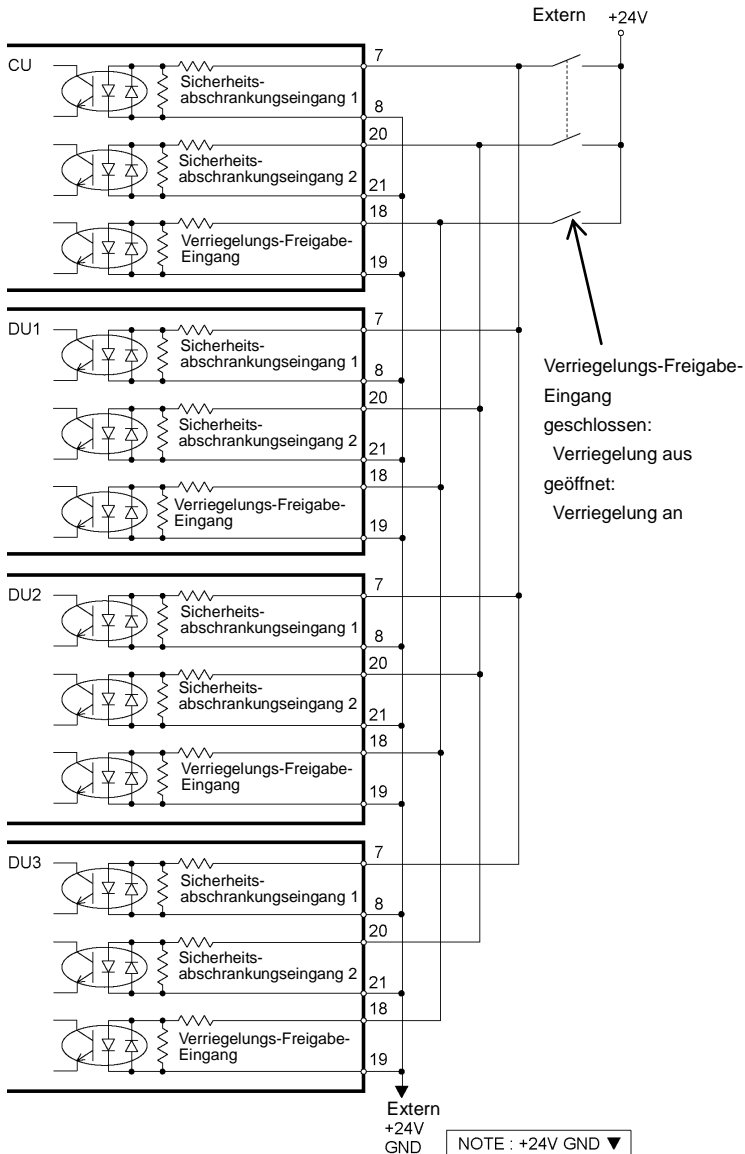 Extern +24V
CU
7
Sicherheits-
abschrankungseingang 1
8
20
Sicherheits-
abschrankungseingang 2
21
18
Verriegelungs-Freigabe-
Eingang
19
DU1
7
Sicherheits-
abschrankungseingang 1
8
20
Sicherheits-
abschrankungseingang 2
21
18
Verriegelungs-Freigabe-
Eingang
19
Verriegelungs-Freigabe-
Eingang
geschlossen:
Verriegelung aus
geöffnet:
Verriegelung an
DU2
7
Sicherheits-
abschrankungseingang 1
8
20
Sicherheits-
abschrankungseingang 2
21
18
Verriegelungs-Freigabe-
Eingang
19
DU3
7
Sicherheits-
abschrankungseingang 1
8
20
Sicherheits-
abschrankungseingang 2
21
18
Verriegelungs-Freigabe-
Eingang
19
Extern
+24V
GND
NOTE : +24V GND ▼